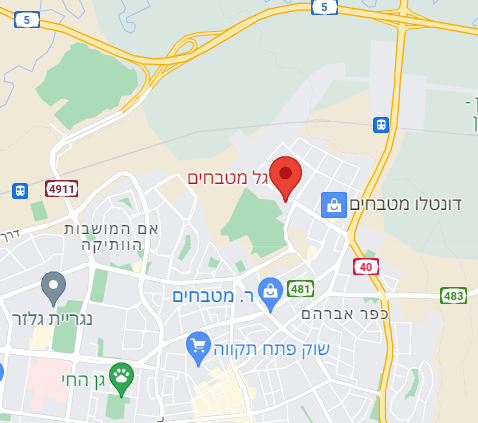 5
5
גל מטבחים
4911
דונטלו מטבחים
אם המושבות
הוותיקה
דרך
40
ר. מטבחים
481
483
כפר אברהם
נגריית גלזר
שוק פתח תקווה
גן החי